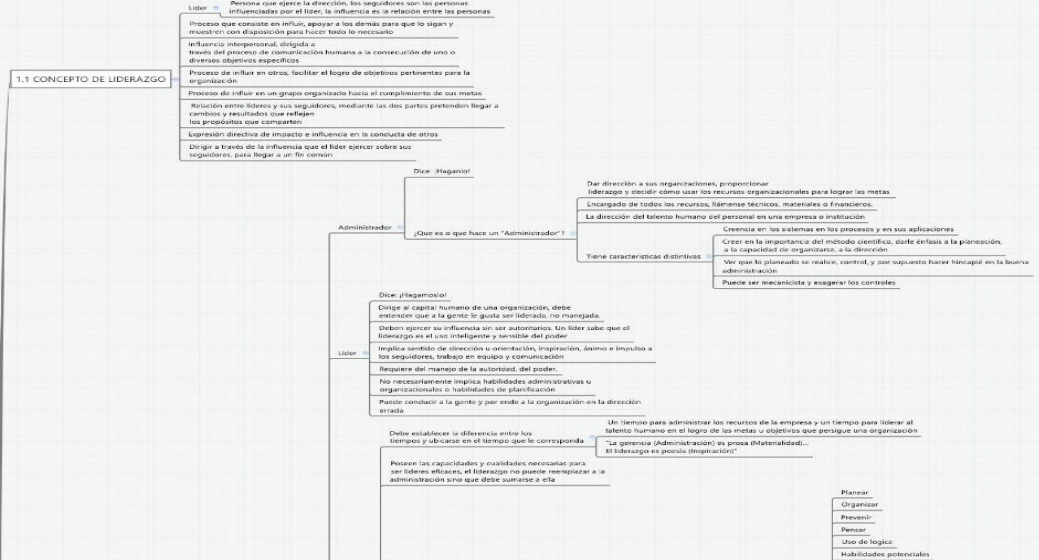 Lider
Persona que ejerce la dirección, los seguidores son las personas
influenciadas por el lider, la influencia es la relación entre las personas
Proceso que consiste en influir, apoyar a los demás para que lo sigan y
muestren con disposición para hacer todo lo necesario
Influencia interpersonal, dirigida a
través del proceso de comunicación humana a la consecución de uno o
diversos objetivos específicos
1.1 CONCEPTO DE LIDERAZGO
Proceso de influir en otros, facilitar el logro de objetivos pertinentes para la
organización
Proceso de influir en un grupo organizado hacia el cumplimiento de sus metas
Relación entre líderes y sus seguidores, mediante las dos partes pretenden llegar a
cambios y resultados que reflejen
los propósitos que comparten
Expresión directiva de impacto e influencia en la conducta de otros
Dirigir a través de la influencia que el líder ejercer sobre sus
seguidores, para llegar a un fin común
Administrador
Dice: ¡Haganlo!
¿Que es o que hace un "Administrador"?
Dar dirección a sus organizaciones, proporcionar
liderazgo y decidir cómo usar los recursos organizacionales para lograr las metas
Encargado de todos los recursos, llámense técnicos, materiales o financieros.
La dirección del talento humano del personal en una empresa o institución
Tiene características distintivas
Creencia en los sistemas en los procesos y en sus aplicaciones
Creer en la importancia del método científico, darle énfasis a la planeación,
a la capacidad de organizarse, a la dirección
Ver que lo planeado se realice, control, y por supuesto hacer hincapié en la buena
administración
Puede ser mecanicista y exagerar los controles
Lider
Dice: ¡Hagamoslo!
Dirige al capital humano de una organización, debe
entender que a la gente le gusta ser liderada, no manejada.
Deben ejercer su influencia sin ser autoritarios. Un líder sabe que el
liderazgo es el uso inteligente y sensible del poder
Implica sentido de dirección u orientación, inspiración, ánimo e impulso a
los seguidores, trabajo en equipo y comunicación
Requiere del manejo de la autoridad, del poder.
No necesariamente implica habilidades administrativas u
organizacionales o habilidades de planificación
Puede conducir a la gente y por ende a la organización en la dirección
errada
Debe establecer la diferencia entre los
tiempos y ubicarse en el tiempo que le corresponda
Un tiempo para administrar los recursos de la empresa y un tiempo para liderar al
talento humano en el logro de las metas u objetivos que persigue una organización
"La gerencia (Administración) es prosa (Materialidad)...
El liderazgo es poesía (Inspiración)"
Poseen las capacidades y cualidades necesarias para
ser líderes eficaces, el liderazgo no puede reemplazar a la
administración sino que debe sumarse a ella
Planear
Organizar
Prevenir
Pensar
Uso de logica
Habilidades potenciales